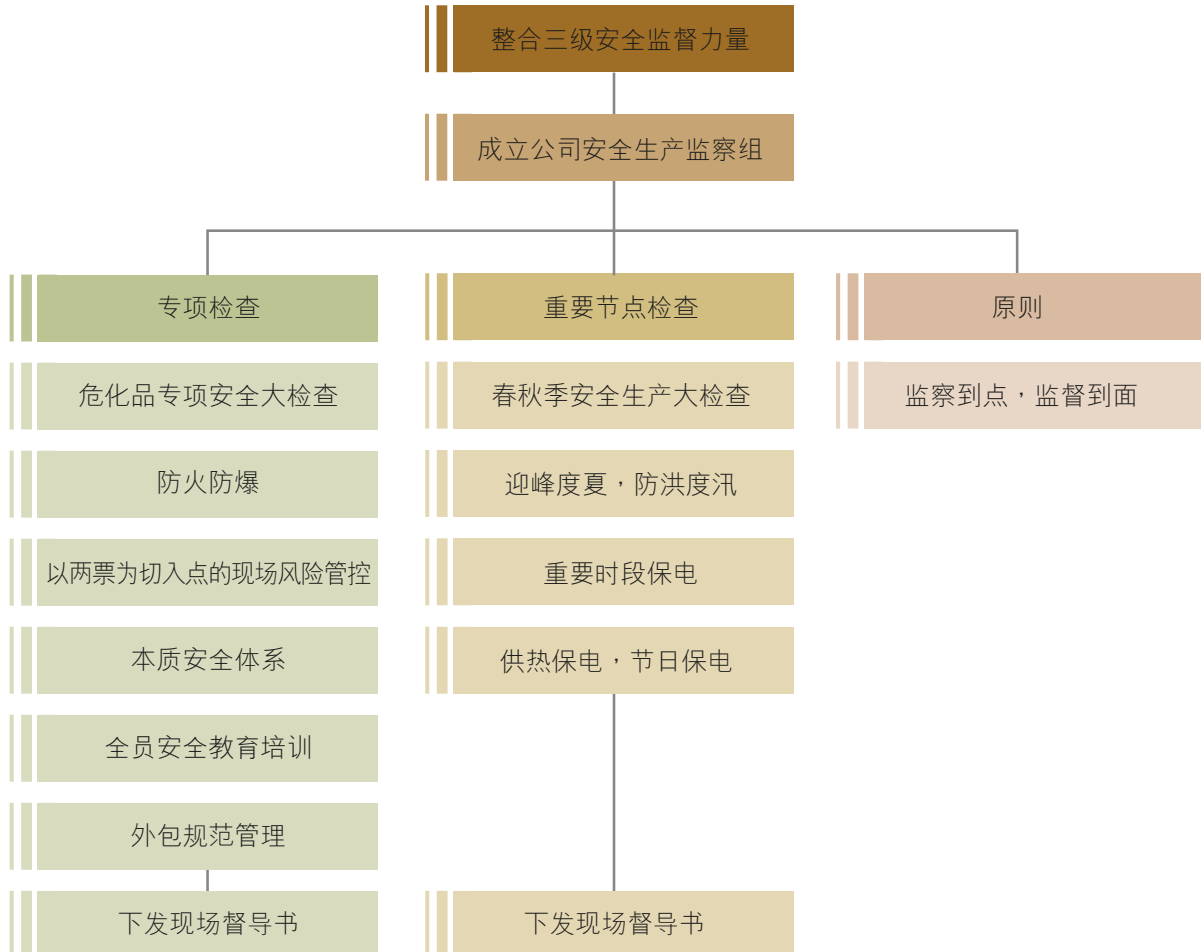 整合三级安全监督力量
成立公司安全生产监察组
专项检查
危化品专项安全大检查
防火防爆
以两票为切入点的现场风险管控
本质安全体系
全员安全教育培训
外包规范管理
下发现场督导书
重要节点检查
春秋季安全生产大检查
迎峰度夏，防洪度汛
重要时段保电
供热保电，节日保电
下发现场督导书
原则
监察到点，监督到面